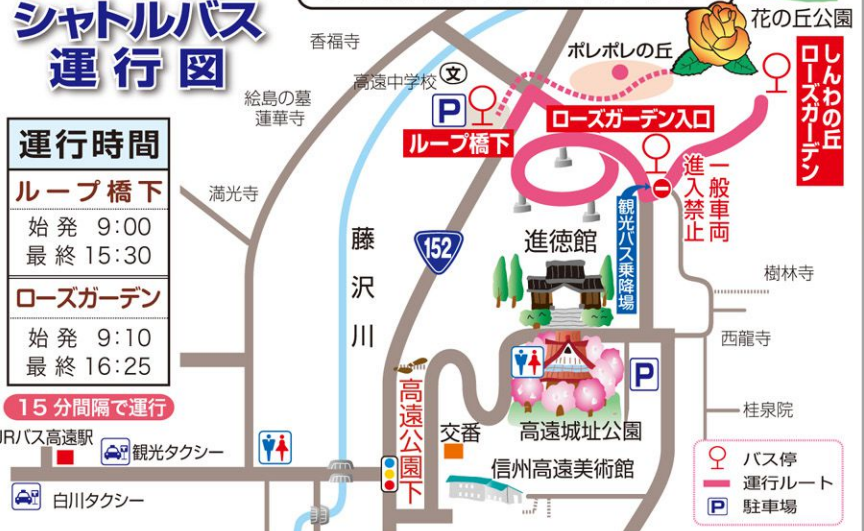 シャトルバス
運行図
運行時間
ループ橋下
始発 9:00
最終 15:30
ローズガーデン
始発 9:10
最終 16:25
15分間隔で運行
香福寺
絵島の墓
蓮華寺
満光寺
高遠中学校
文
P
ループ橋下
ポレポレの丘
花の丘公園
しんわの丘
ローズガーデン
ローズガーデン入口
一般車両
進入禁止
観光バス乗降場
進徳館
152
藤沢川
樹林寺
西龍寺
桂泉院
P
高遠城址公園
信州高遠美術館
交番
高遠公園下
JRバス高遠駅
観光タクシー
白川タクシー
バス停
運行ルート
P
駐車場